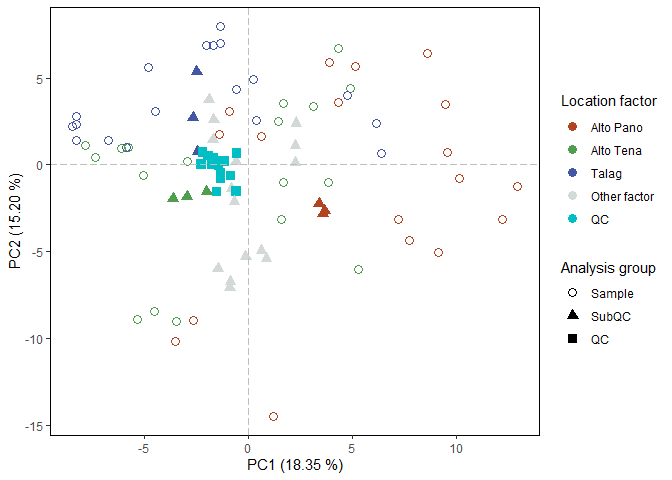 5
0
-5
-10
-15
PC2 (15.20 %)
-5
0
5
10
PC1 (18.35 %)
Location factor
Alto Pano
Alto Tena
Talag
Other factor
QC
Analysis group
Sample
SubQC
QC